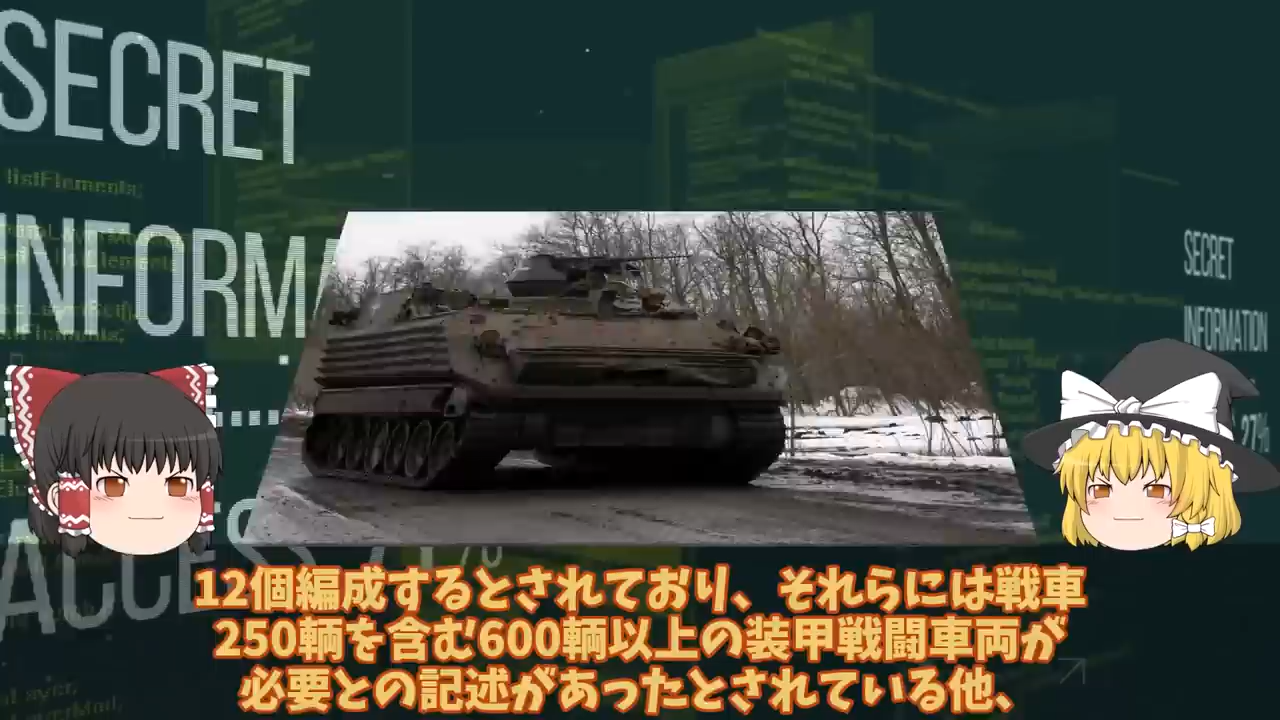 SECRET
listElements;
INFORMA
SECRET
INFORMATION
27%
ACCESS
12個編成するとされており、それらには戦車
250輌を含む600輌以上の装甲戦闘車両が
必要との記述があったとされている他、